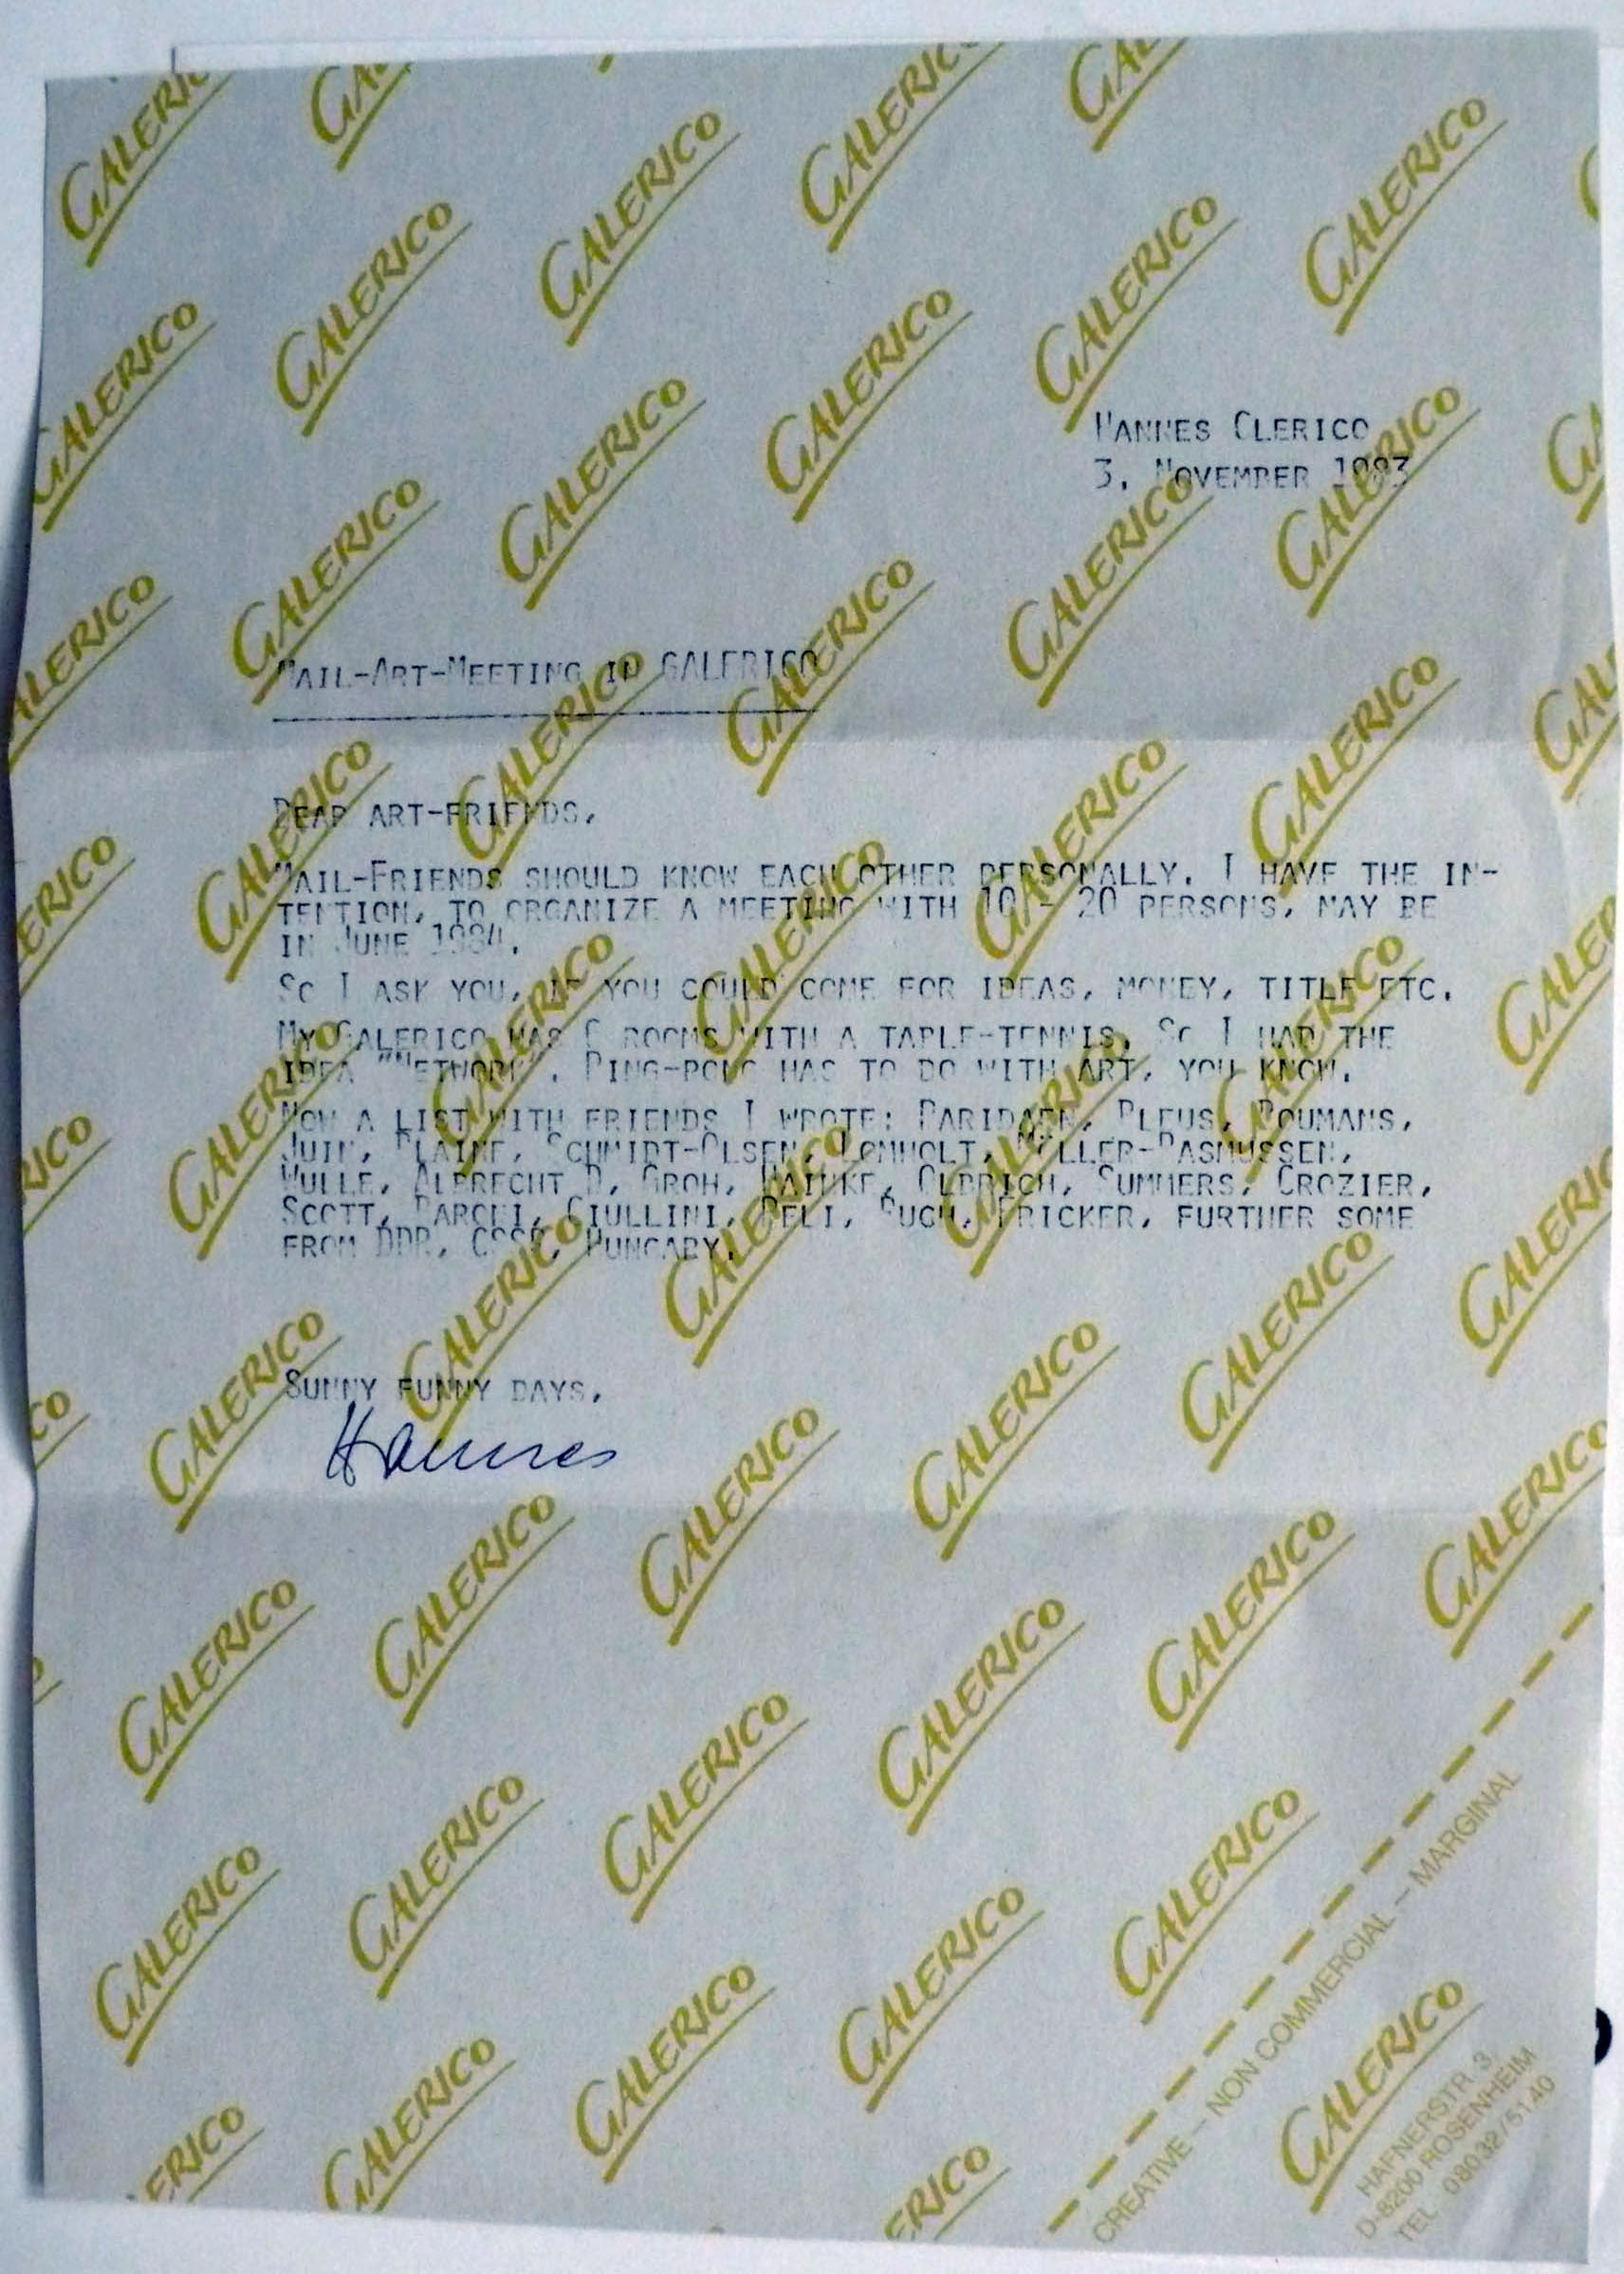 HANNES CLERICO
3. NOVEMBER 1983
MAIL-ART-MEETING IN GALERICO
DEAR ART-FRIENDS,
MAIL-FRIENDS SHOULD KNOW EACH OTHER PERSONALLY. I HAVE THE IN-
TENTION, TO ORGANIZE A MEETING WITH 10 - 20 PERSONS, MAY BE
IN JUNE 1984.
SO I ASK YOU, IF YOU COULD COME FOR IDEAS, MONEY, TITLE ETC.
MY GALERICO HAS ROOMS WITH A TABLE-TENNIS. SO I HAD THE
IDEA "NETWORK". PING-PONG HAS TO DO WITH ART, YOU KNOW.
NOW A LIST WITH FRIENDS I WROTE: PARIDAEN, PLEUS, BOUMANS,
JUIN, BLAINE, SCHMIDT-OLSEN, LOMHOLT, MØLLER-RASMUSSEN,
ALBRECHT D, GROH, HAINKE, OLBRICH, SUMMERS, CROZIER,
SCOTT, BARONI, GIULLINI, PUGH, FRICKER, FURTHER SOME
FROM DDR, CSSR, HUNGARY.
SUNNY FUNNY DAYS,
Hannes
GALERICO
CREATIVE – NON COMMERCIAL – MARGINAL
GALERICO
HAFNERSTR 3
D-8200 ROSENHEIM
TEL. 08032/5140